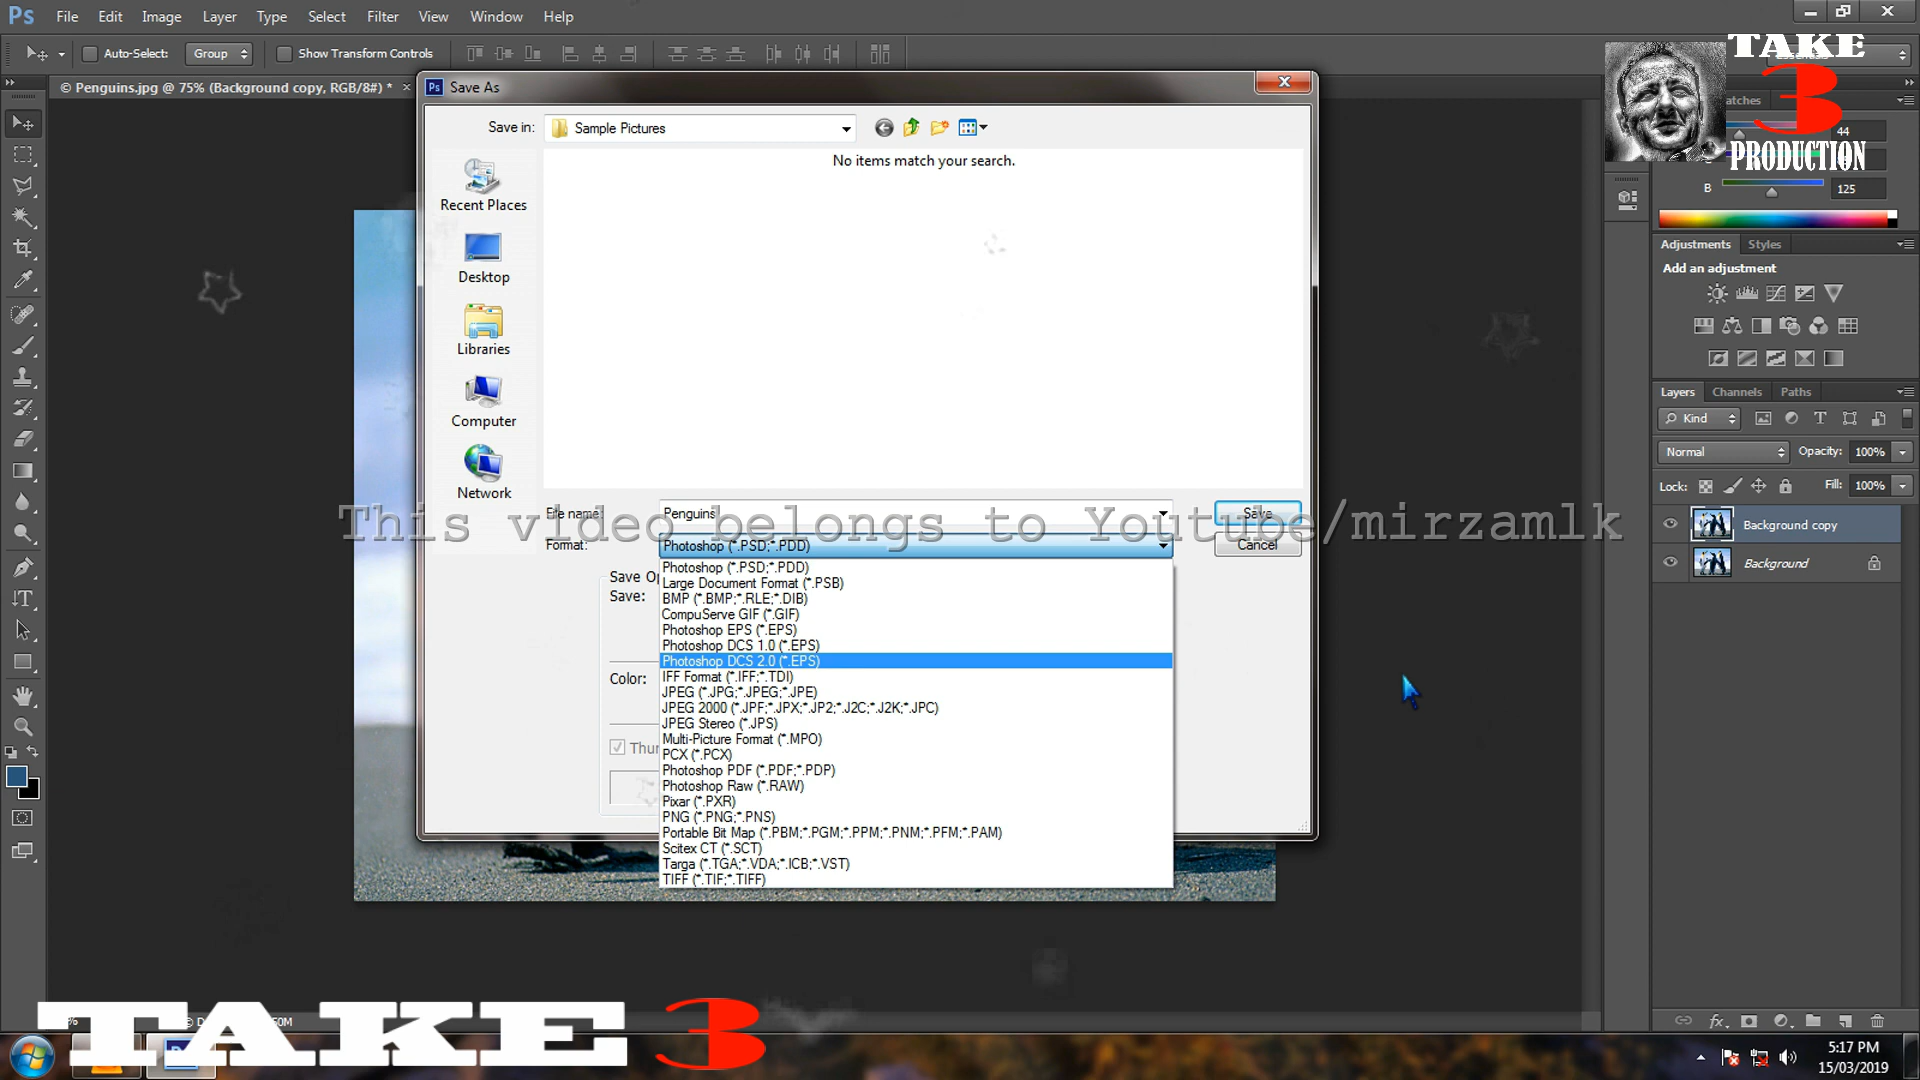 Ps File Edit Image Layer Type Select Filter View Window Help
Auto-Select: Group Show Transform Controls
TAKE
3
PRODUCTION
© Penguins.jpg @ 75% (Background copy, RGB/8#) * ×
Ps Save As
Save in: Sample Pictures
No items match your search.
Recent Places
Desktop
Libraries
Computer
Network
File name: Penguins Save
This video belongs to Youtube/mirzamlk
Format: Photoshop (*.PSD;*.PDD) Cancel
Photoshop (*.PSD;*.PDD)
Large Document Format (*.PSB)
BMP (*.BMP;*.RLE;*.DIB)
CompuServe GIF (*.GIF)
Photoshop EPS (*.EPS)
Photoshop DCS 1.0 (*.EPS)
Photoshop DCS 2.0 (*.EPS)
IFF Format (*.IFF;*.TDI)
JPEG (*.JPG;*.JPEG;*.JPE)
JPEG 2000 (*.JPF;*.JPX;*.JP2;*.J2C;*.J2K;*.JPC)
JPEG Stereo (*.JPS)
Multi-Picture Format (*.MPO)
PCX (*.PCX)
Photoshop PDF (*.PDF;*.PDP)
Photoshop Raw (*.RAW)
Pixar (*.PXR)
PNG (*.PNG;*.PNS)
Portable Bit Map (*.PBM;*.PGM;*.PPM;*.PNM;*.PFM;*.PAM)
Scitex CT (*.SCT)
Targa (*.TGA;*.VDA;*.ICB;*.VST)
TIFF (*.TIF;*.TIFF)
Save:
Color:
44
B 125
Adjustments Styles
Add an adjustment
Layers Channels Paths
Kind
Normal Opacity: 100%
Lock: Fill: 100%
Background copy
Background
TAKE 3
5:17 PM
15/03/2019